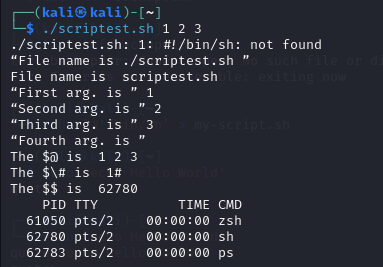 ┌──(kali㉿kali)-[~]
└─$ ./scriptest.sh 1 2 3
./scriptest.sh: 1: #!/bin/sh: not found
“File name is ./scriptest.sh ”
File name is  scriptest.sh
“First arg. is ” 1
“Second arg. is ” 2
“Third arg. is ” 3
“Fourth arg. is ”
The $@ is  1 2 3
The $\# is  1#
The $$ is  62780
    PID TTY          TIME CMD
  61050 pts/2    00:00:00 zsh
  62780 pts/2    00:00:00 sh
  62783 pts/2    00:00:00 ps